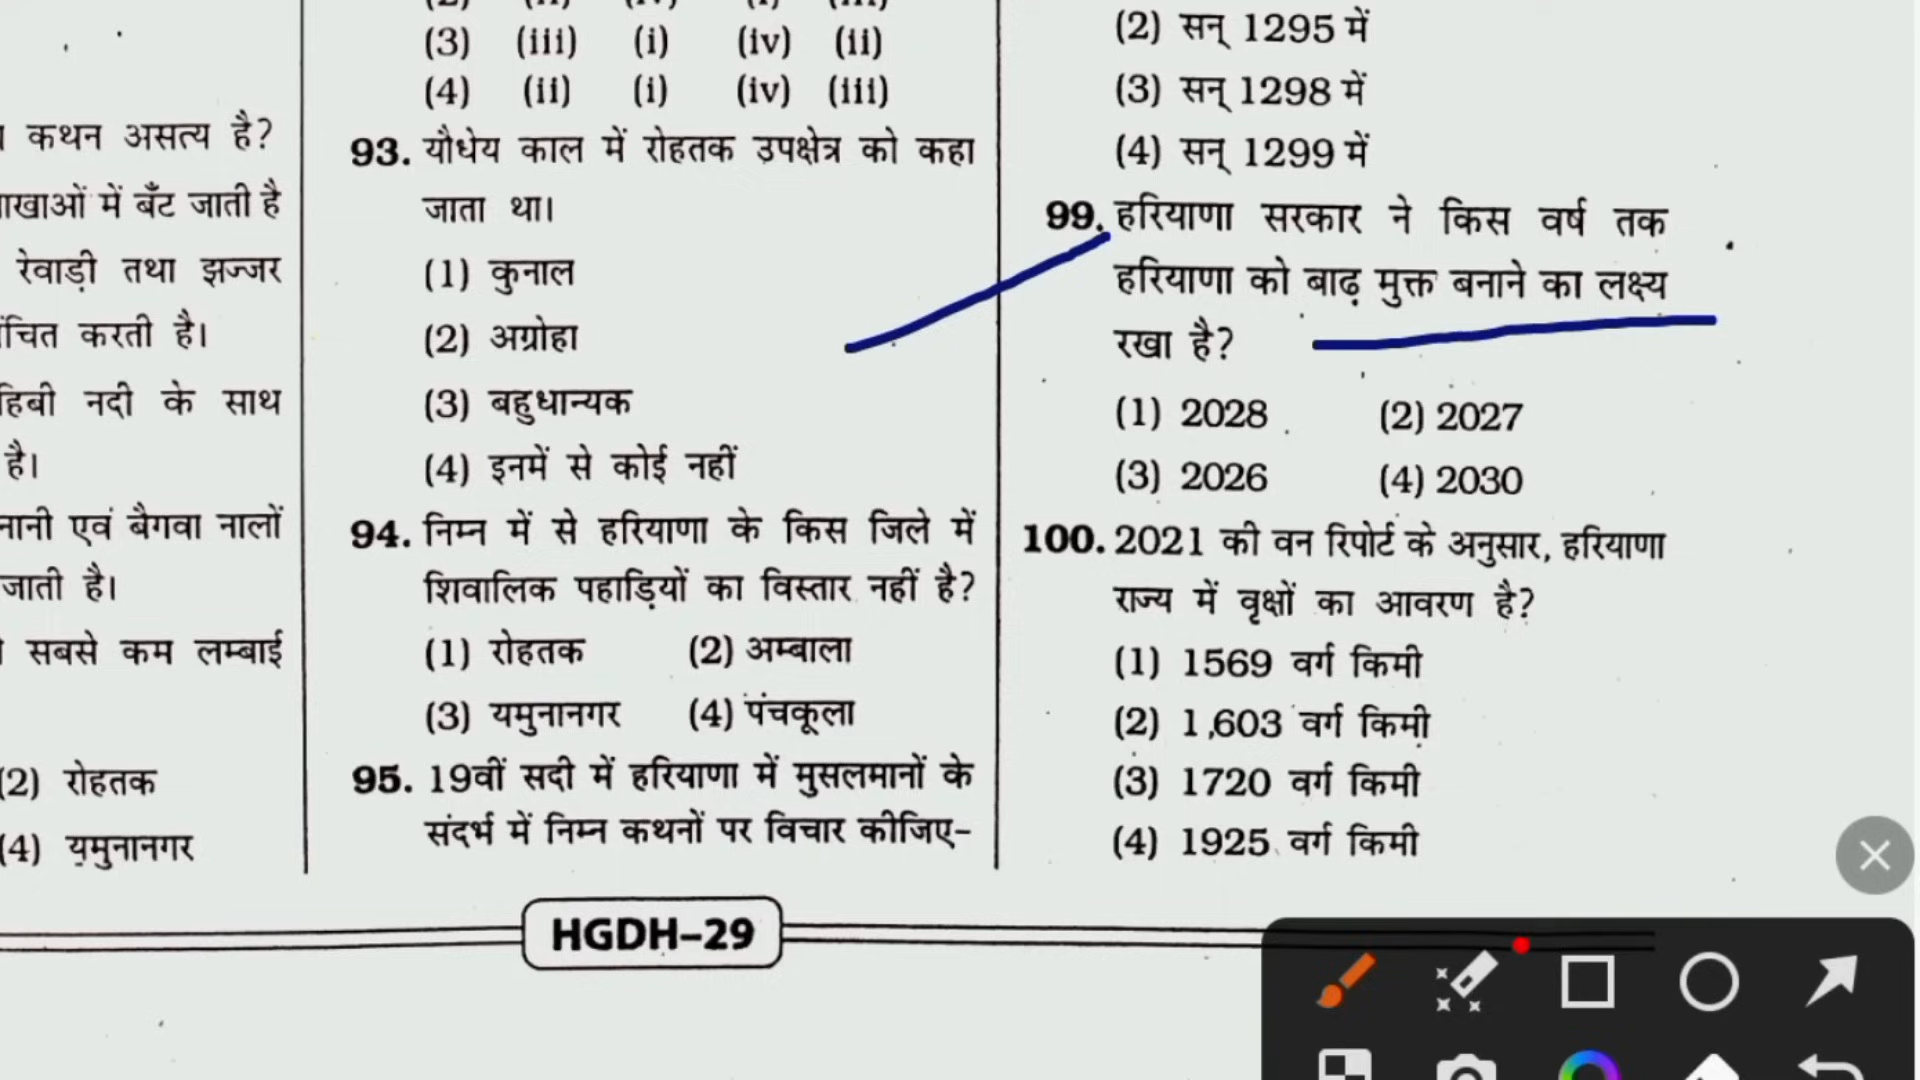 कथन असत्य है?
में बँट जाती है
रेवाड़ी तथा झज्जर
करती है।
नदी के साथ
है।
एवं बैगवा नालों
जाती है।
सबसे कम लम्बाई
(2) रोहतक
(4) यमुनानगर
(3) (iii) (i) (iv) (ii)
(4) (ii) (i) (iv) (iii)
93. यौधेय काल में रोहतक उपक्षेत्र को कहा
जाता था।
(1) कुनाल
(2) अग्रोहा
(3) बहुधान्यक
(4) इनमें से कोई नहीं
94. निम्न में से हरियाणा के किस जिले में
शिवालिक पहाड़ियों का विस्तार नहीं है?
(1) रोहतक (2) अम्बाला
(3) यमुनानगर (4) पंचकूला
95. 19वीं सदी में हरियाणा में मुसलमानों के
संदर्भ में निम्न कथनों पर विचार कीजिए–
(2) सन् 1295 में
(3) सन् 1298 में
(4) सन् 1299 में
99. हरियाणा सरकार ने किस वर्ष तक
हरियाणा को बाढ़ मुक्त बनाने का लक्ष्य
रखा है?
(1) 2028 (2) 2027
(3) 2026 (4) 2030
100. 2021 की वन रिपोर्ट के अनुसार, हरियाणा
राज्य में वृक्षों का आवरण है?
(1) 1569 वर्ग किमी
(2) 1,603 वर्ग किमी
(3) 1720 वर्ग किमी
(4) 1925 वर्ग किमी
HGDH–29